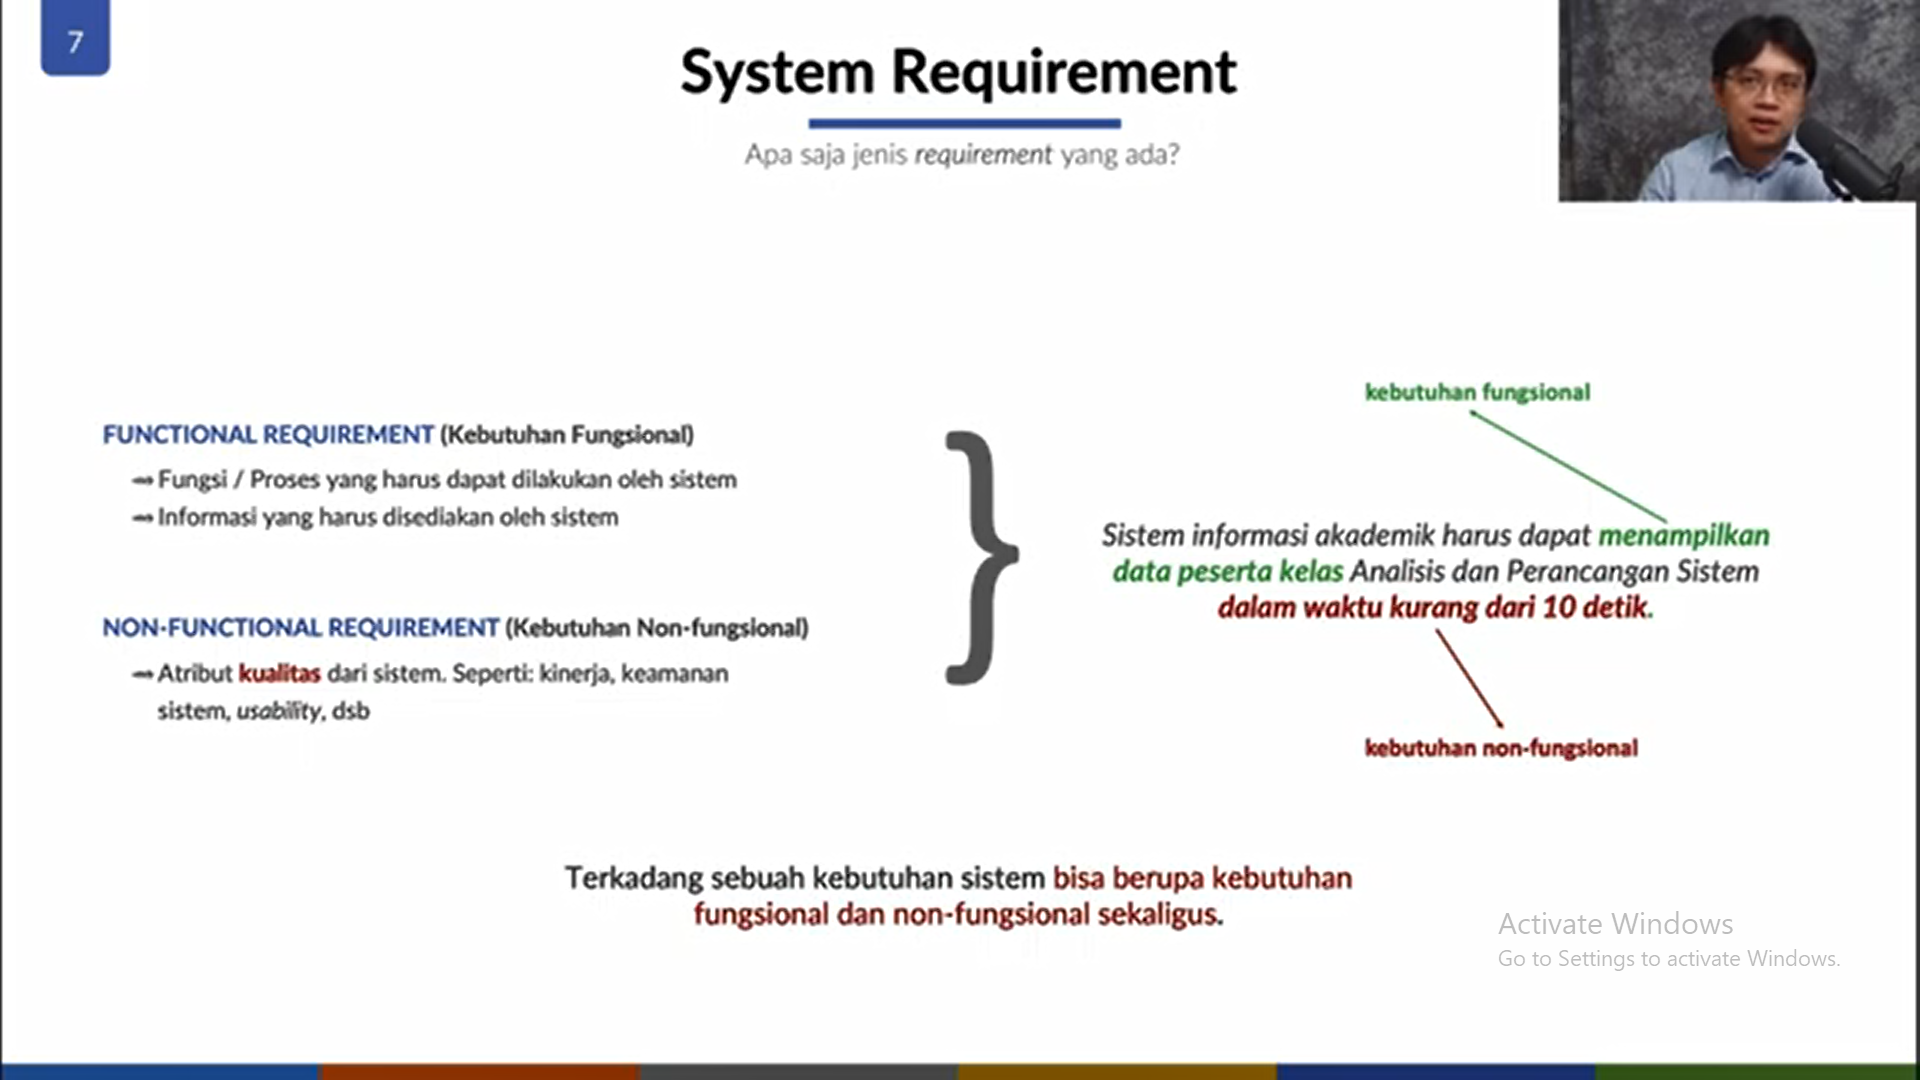 7
System Requirement
Apa saja jenis requirement yang ada?
FUNCTIONAL REQUIREMENT (Kebutuhan Fungsional)
→ Fungsi / Proses yang harus dapat dilakukan oleh sistem
→ Informasi yang harus disediakan oleh sistem
NON-FUNCTIONAL REQUIREMENT (Kebutuhan Non-fungsional)
→ Atribut kualitas dari sistem. Seperti: kinerja, keamanan
sistem, usability, dsb
}
kebutuhan fungsional
Sistem informasi akademik harus dapat menampilkan
data peserta kelas Analisis dan Perancangan Sistem
dalam waktu kurang dari 10 detik.
kebutuhan non-fungsional
Terkadang sebuah kebutuhan sistem bisa berupa kebutuhan
fungsional dan non-fungsional sekaligus.
Activate Windows
Go to Settings to activate Windows.